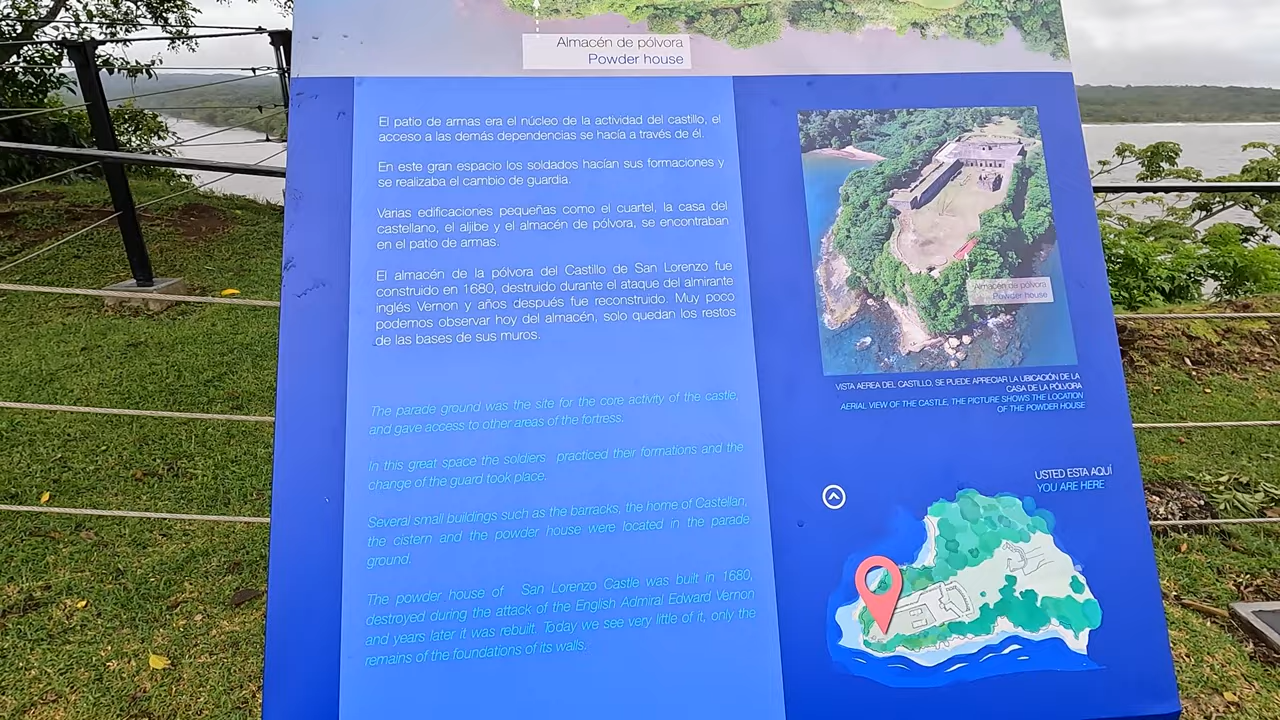 Almacén de pólvora
Powder house
El patio de armas era el núcleo de la actividad del castillo, el
acceso a las demás dependencias se hacía a través de él.
En este gran espacio los soldados hacían sus formaciones y
se realizaba el cambio de guardia.
Varias edificaciones pequeñas como el cuartel, la casa del
castellano, el aljibe y el almacén de pólvora, se encontraban
en el patio de armas.
El almacén de la pólvora del Castillo de San Lorenzo fue
construido en 1680, destruido durante el ataque del almirante
inglés Vernon y años después fue reconstruido. Muy poco
podemos observar hoy del almacén, solo quedan los restos
de las bases de sus muros.
The parade ground was the site for the core activity of the castle,
and gave access to other areas of the fortress.
In this great space the soldiers practiced their formations and the
change of the guard took place.
Several small buildings such as the barracks, the home of Castellan,
the cistern and the powder house were located in the parade
ground.
The powder house of San Lorenzo Castle was built in 1680,
destroyed during the attack of the English Admiral Edward Vernon
and years later it was rebuilt. Today we see very little of it, only the
remains of the foundations of its walls.
Almacén de pólvora
Powder house
VISTA AEREA DEL CASTILLO, SE PUEDE APRECIAR LA UBICACIÓN DE LA
CASA DE LA PÓLVORA
AERIAL VIEW OF THE CASTLE, THE PICTURE SHOWS THE LOCATION
OF THE POWDER HOUSE
USTED ESTA AQUÍ
YOU ARE HERE